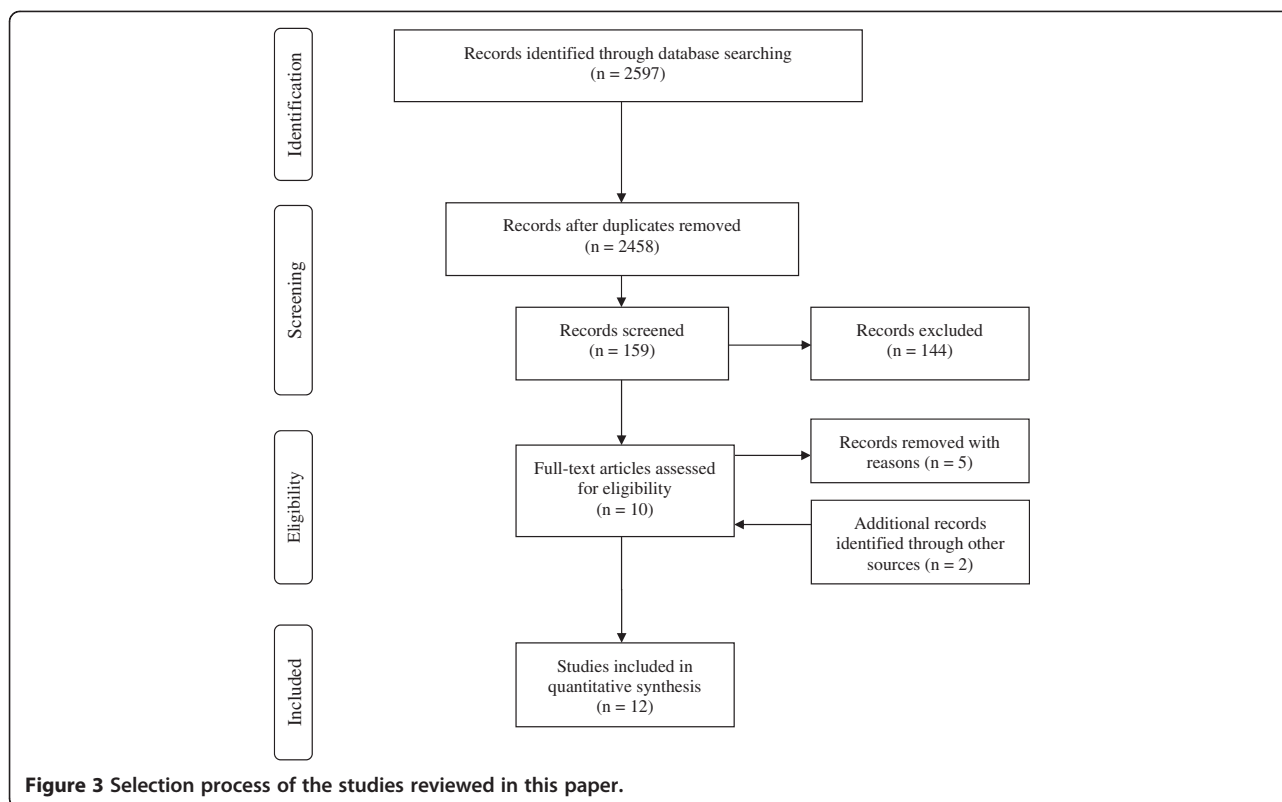 Identification
Records identified through database searching
(n = 2597)
Screening
Records after duplicates removed
(n = 2458)
Records screened
(n = 159)
Records excluded
(n = 144)
Eligibility
Full-text articles assessed
for eligibility
(n = 10)
Records removed with
reasons (n = 5)
Additional records
identified through other
sources (n = 2)
Included
Studies included in
quantitative synthesis
(n = 12)
Figure 3 Selection process of the studies reviewed in this paper.